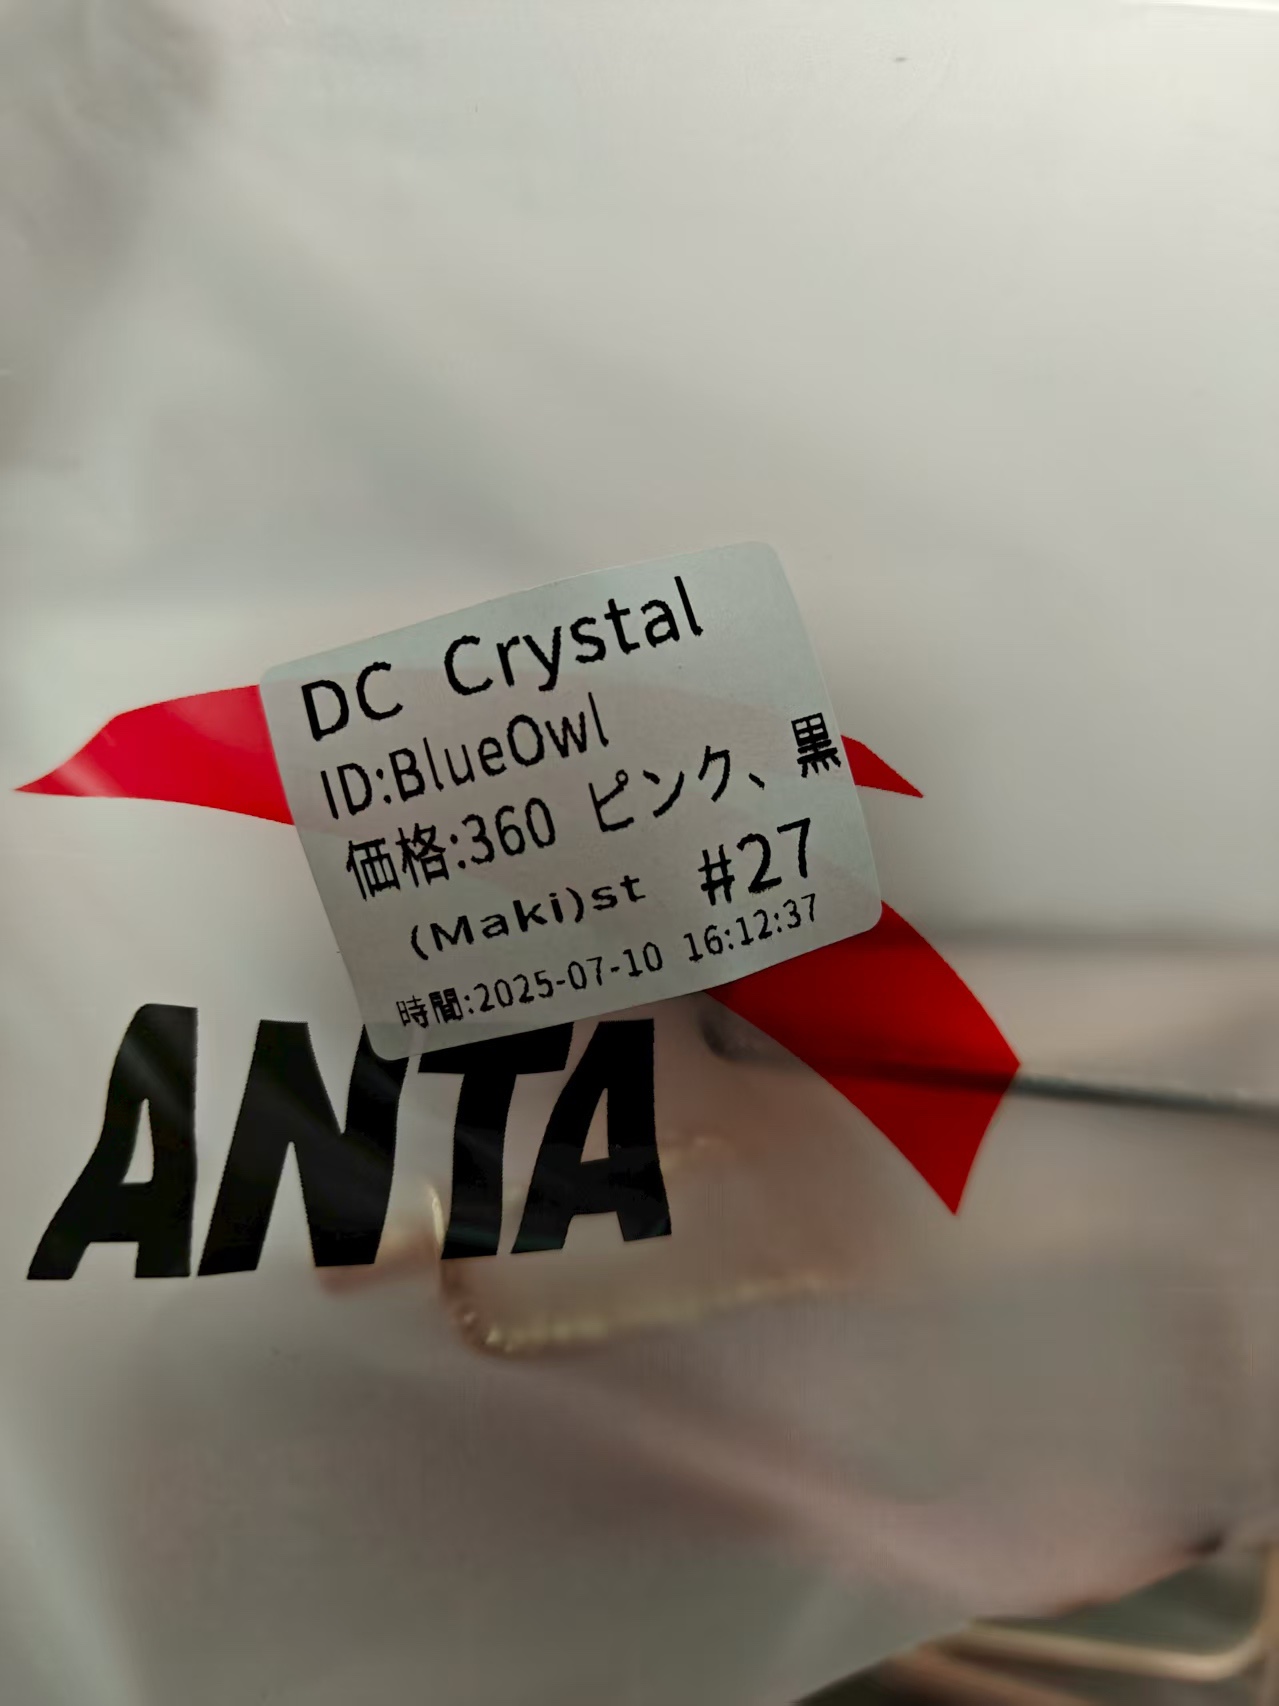 DC Crystal
ID:BlueOwl
価格:360 ピンク、黒
(Maki)st #27
時間:2025-07-10 16:12:37
ANTA